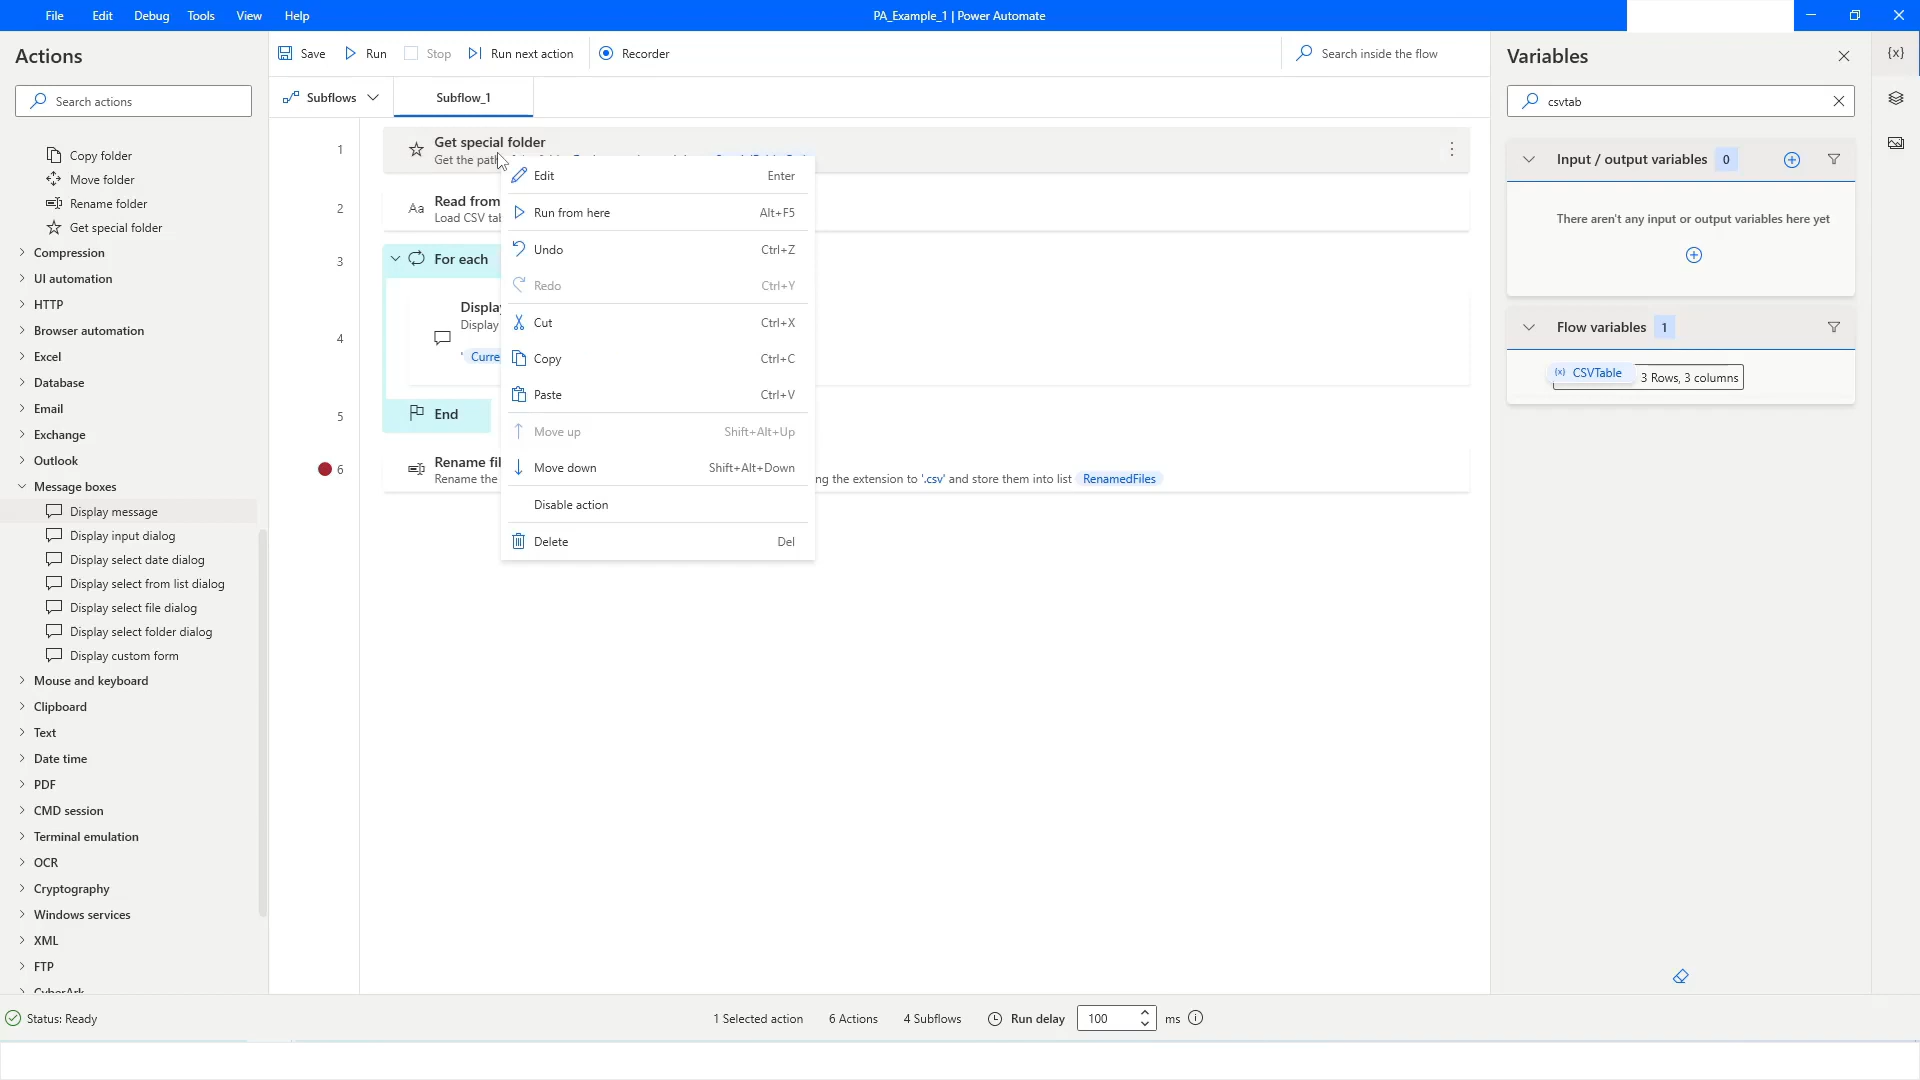 File Edit Debug Tools View Help
PA_Example_1 | Power Automate
Actions
Search actions
Copy folder
Move folder
Rename folder
Get special folder
Compression
UI automation
HTTP
Browser automation
Excel
Database
Email
Exchange
Outlook
Message boxes
Display message
Display input dialog
Display select date dialog
Display select from list dialog
Display select file dialog
Display select folder dialog
Display custom form
Mouse and keyboard
Clipboard
Text
Date time
PDF
CMD session
Terminal emulation
OCR
Cryptography
Windows services
XML
FTP
CyberArk
Save Run Stop Run next action Recorder
Search inside the flow
Subflows Subflow_1
1 Get special folder
Get the path
2 Aa Read from
Load CSV tab
3 For each
4 Display
Display
' Curre
5 End
6 Rename fil
Rename the
ng the extension to '.csv' and store them into list RenamedFiles
Edit Enter
Run from here Alt+F5
Undo Ctrl+Z
Redo Ctrl+Y
Cut Ctrl+X
Copy Ctrl+C
Paste Ctrl+V
Move up Shift+Alt+Up
Move down Shift+Alt+Down
Disable action
Delete Del
Variables
{x}
csvtab
Input / output variables 0
There aren't any input or output variables here yet
Flow variables 1
(x) CSVTable 3 Rows, 3 columns
Status: Ready
1 Selected action 6 Actions 4 Subflows Run delay 100 ms